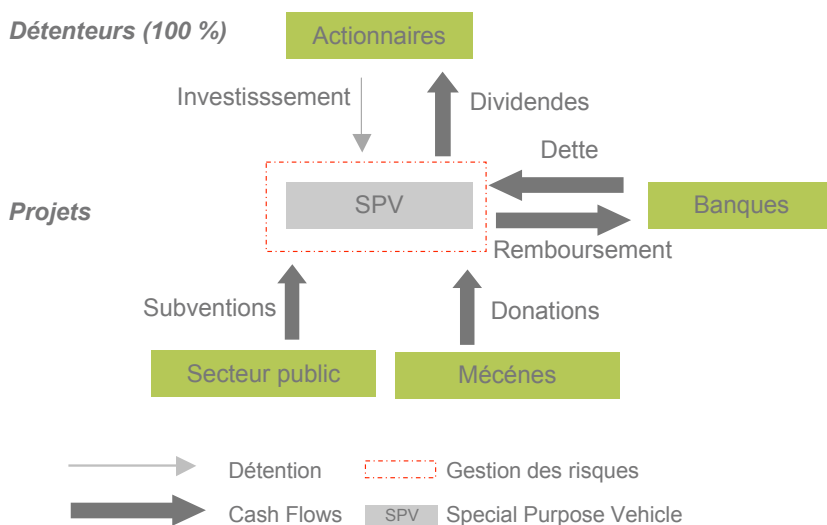 Détenteurs (100 %)
Actionnaires
Investisssement
Dividendes
Dette
Projets
SPV
Banques
Remboursement
Subventions
Donations
Secteur public
Mécénes
Détention
Gestion des risques
Cash Flows
SPV
Special Purpose Vehicle